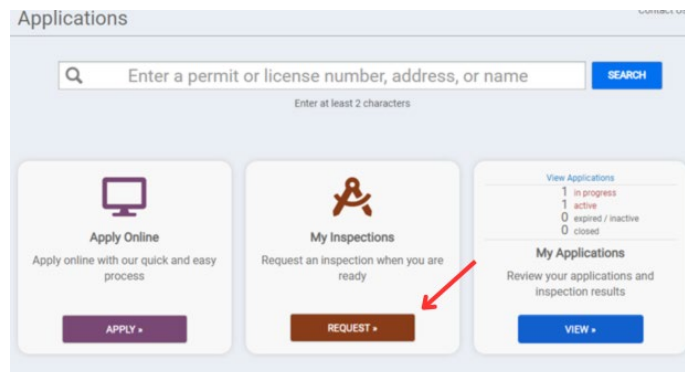 Applications
Contact Us
Enter a permit or license number, address, or name
SEARCH
Enter at least 2 characters
Apply Online
Apply online with our quick and easy
process
APPLY »
My Inspections
Request an inspection when you are
ready
REQUEST »
View Applications
1 in progress
1 active
0 expired / inactive
0 closed
My Applications
Review your applications and
inspection results
VIEW »